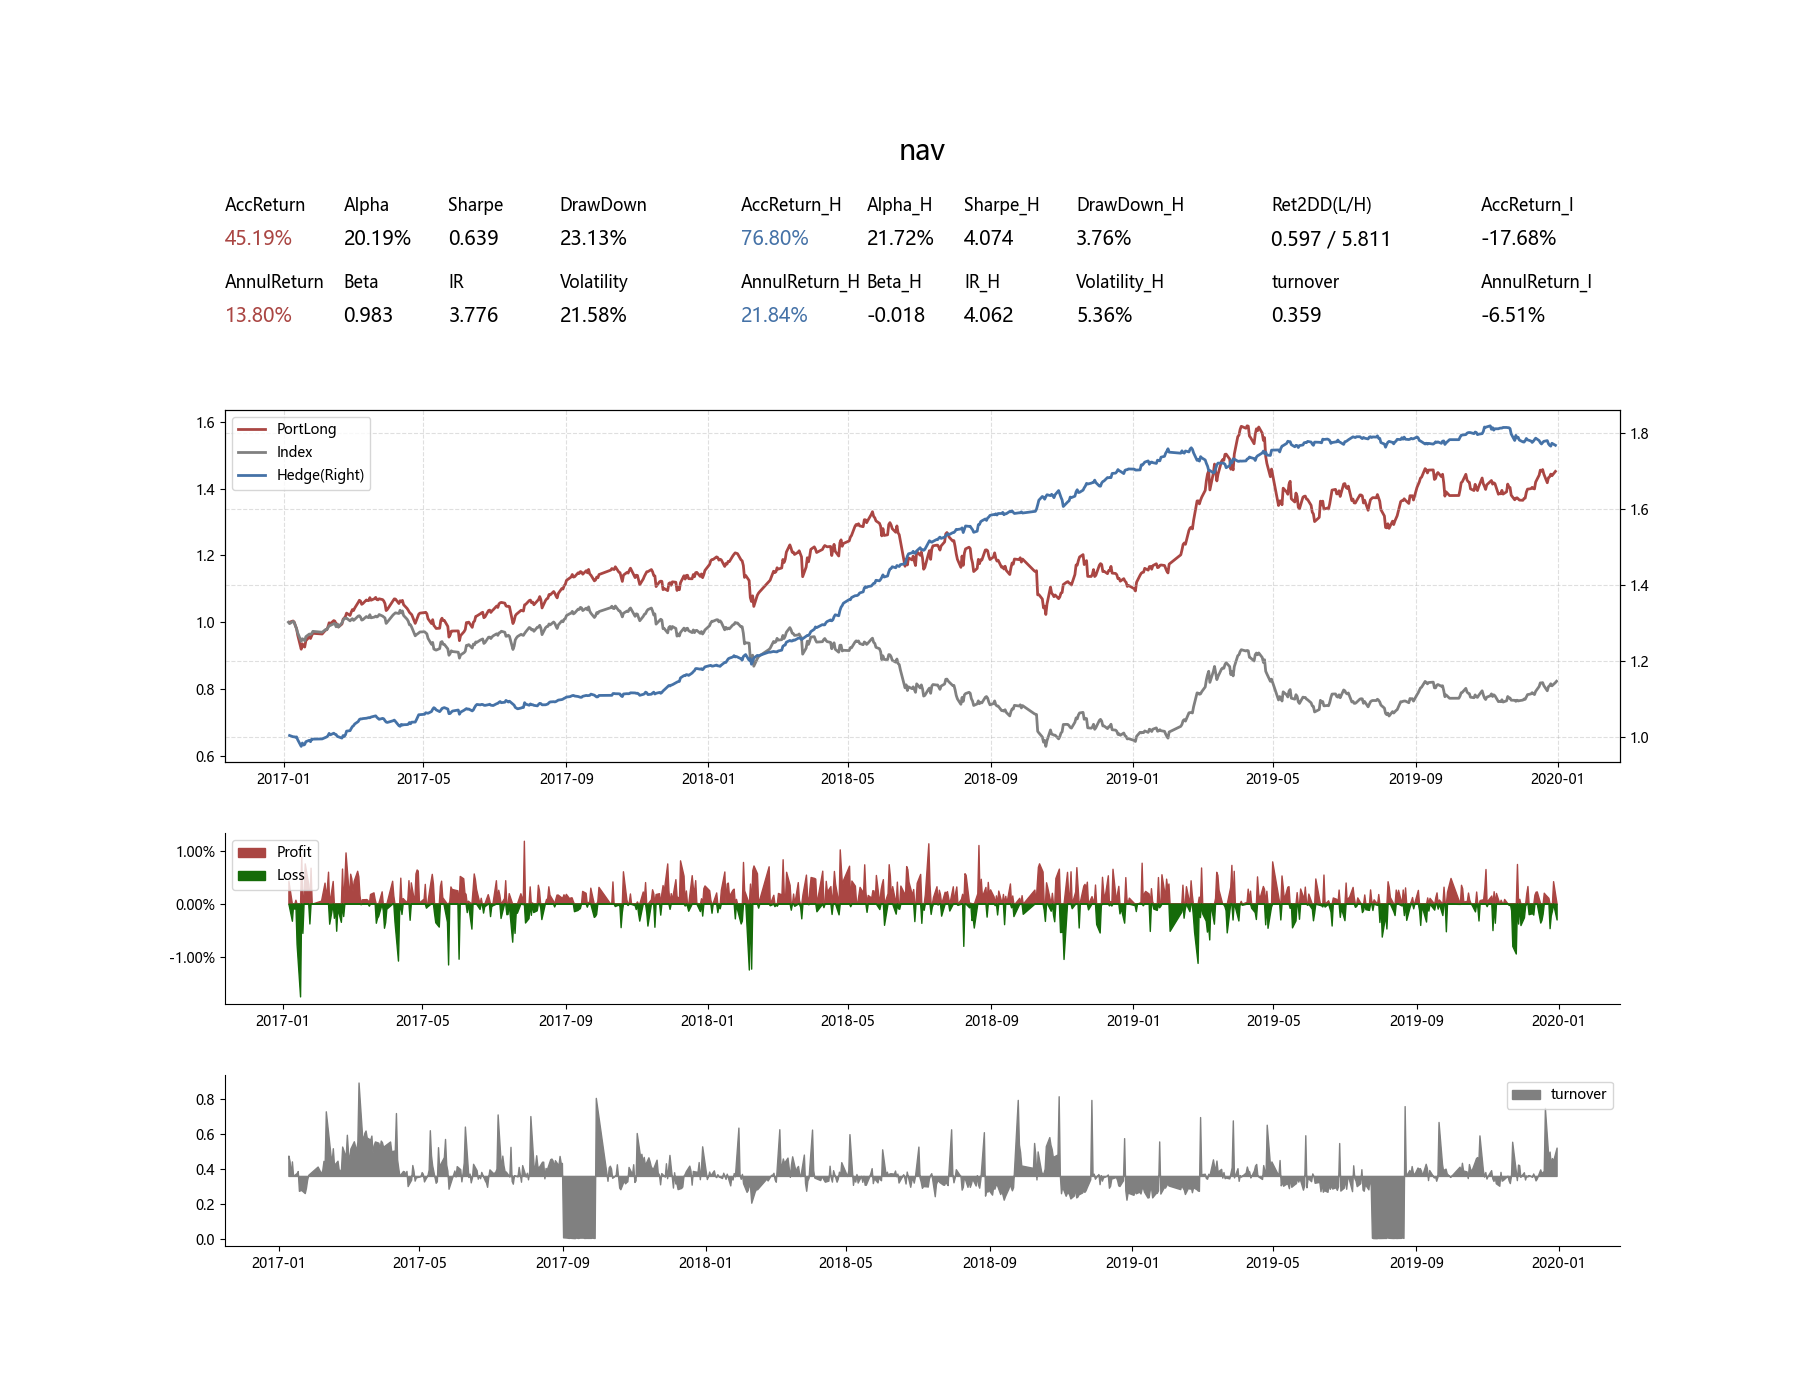 nav
AccReturn Alpha Sharpe DrawDown AccReturn_H Alpha_H Sharpe_H DrawDown_H Ret2DD(L/H) AccReturn_I
45.19% 20.19% 0.639 23.13% 76.80% 21.72% 4.074 3.76% 0.597 / 5.811 -17.68%
AnnulReturn Beta IR Volatility AnnulReturn_H Beta_H IR_H Volatility_H turnover AnnulReturn_I
13.80% 0.983 3.776 21.58% 21.84% -0.018 4.062 5.36% 0.359 -6.51%
PortLong
Index
Hedge(Right)
1.6
1.4
1.2
1.0
0.8
0.6
1.8
1.6
1.4
1.2
1.0
2017-01 2017-05 2017-09 2018-01 2018-05 2018-09 2019-01 2019-05 2019-09 2020-01
Profit
Loss
1.00%
0.00%
-1.00%
2017-01 2017-05 2017-09 2018-01 2018-05 2018-09 2019-01 2019-05 2019-09 2020-01
turnover
0.8
0.6
0.4
0.2
0.0
2017-01 2017-05 2017-09 2018-01 2018-05 2018-09 2019-01 2019-05 2019-09 2020-01